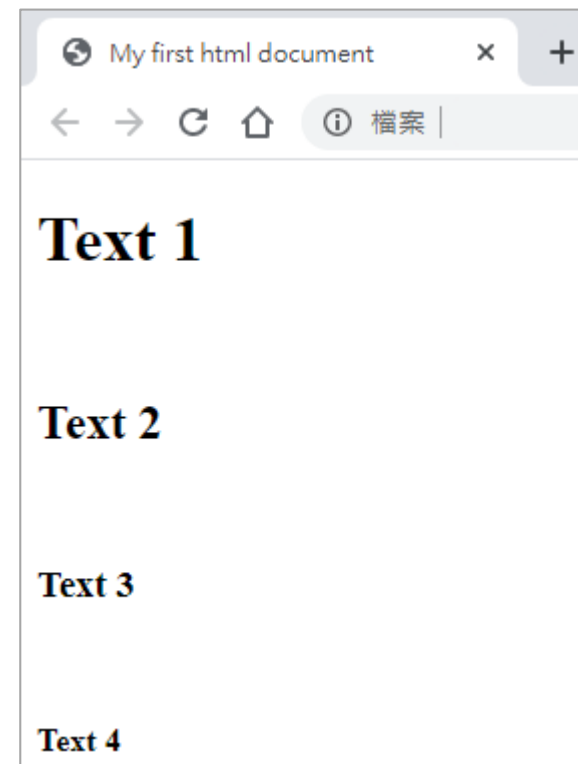 My first html document
檔案
Text 1
Text 2
Text 3
Text 4